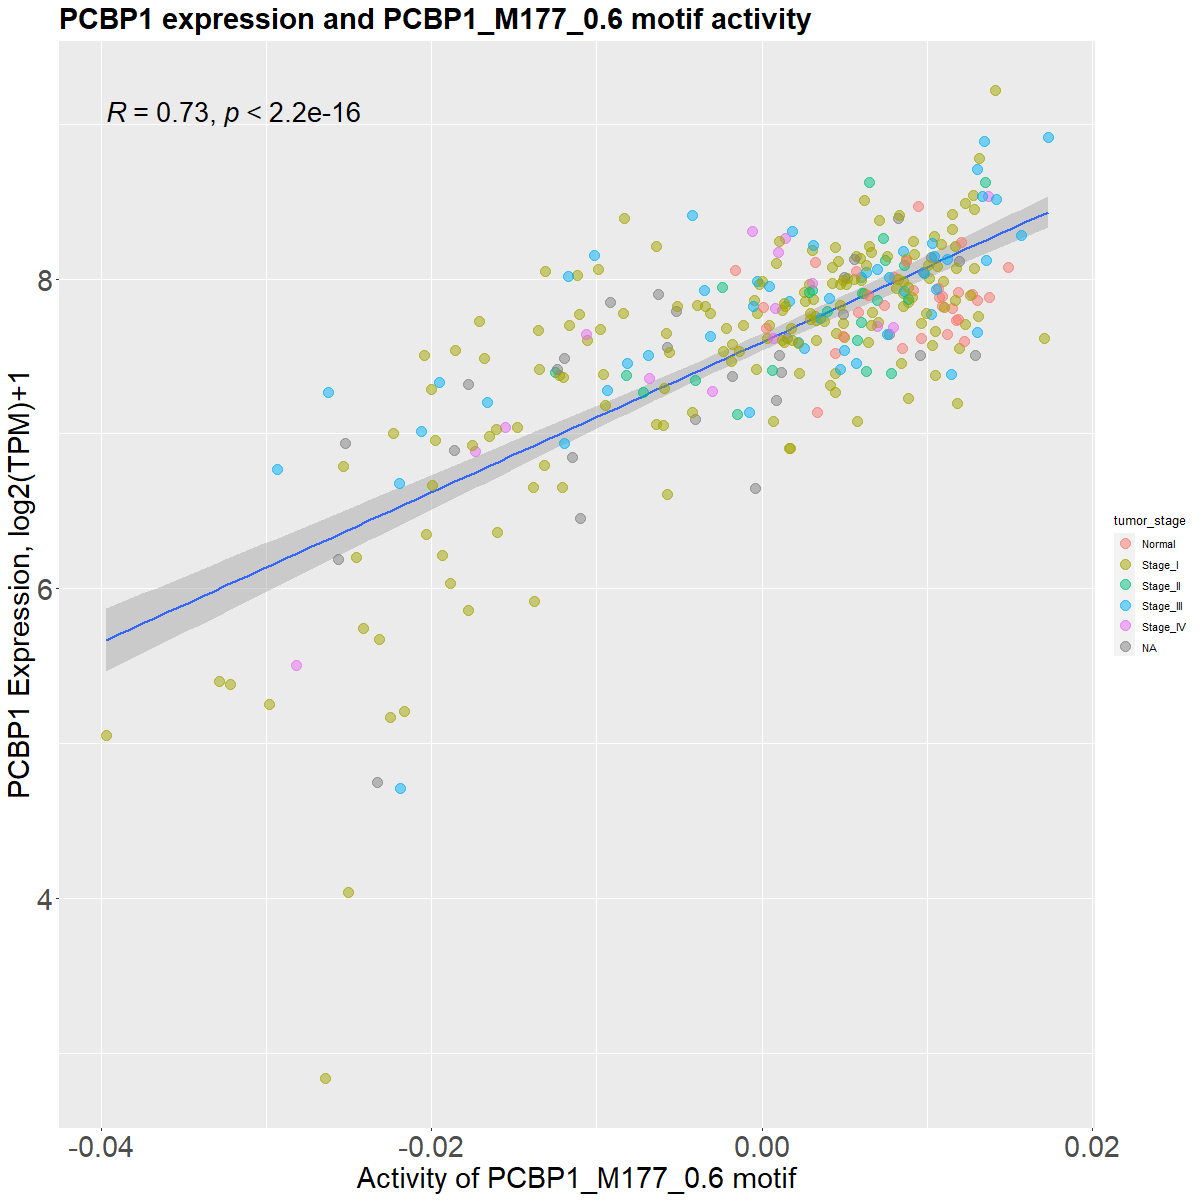 PCBP1 expression and PCBP1_M177_0.6 motif activity
R = 0.73, p < 2.2e-16
PCBP1 Expression, log2(TPM)+1
8
6
4
-0.04
-0.02
0.00
0.02
Activity of PCBP1_M177_0.6 motif
tumor_stage
Normal
Stage_I
Stage_II
Stage_III
Stage_IV
NA